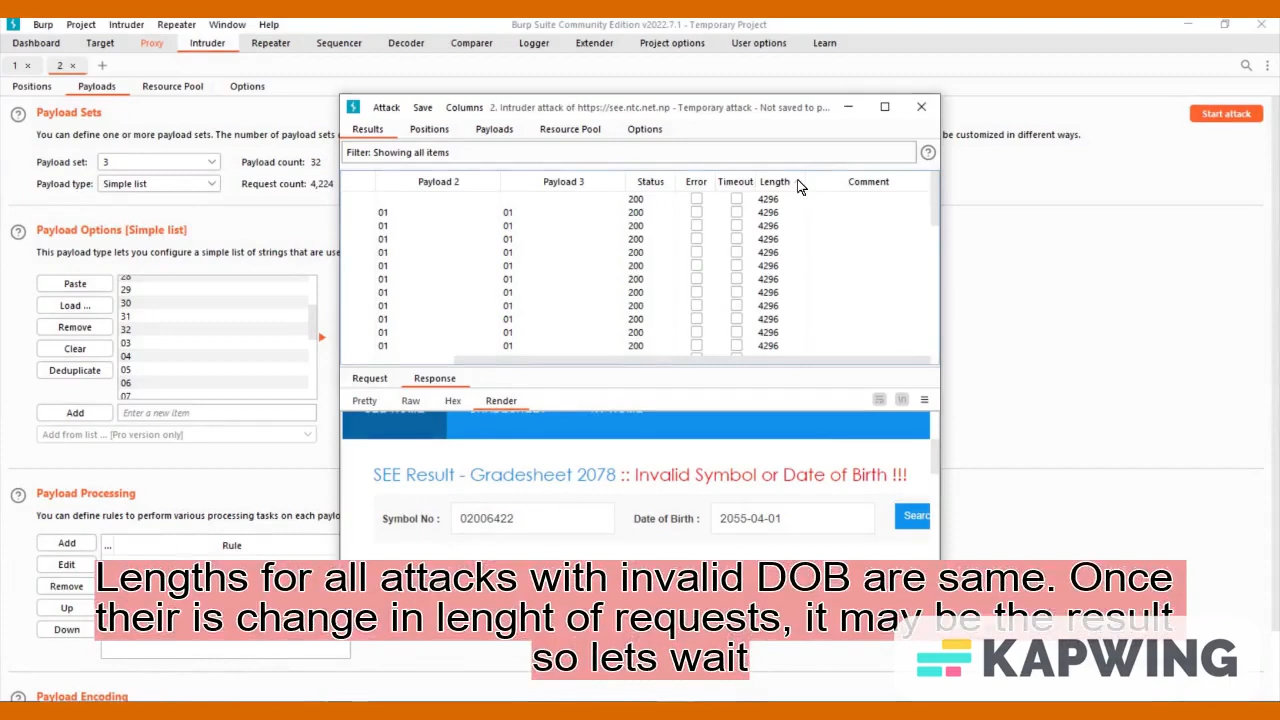 Burp Project Intruder Repeater Window Help Burp Suite Community Edition v2022.7.1 - Temporary Project
Dashboard Target Proxy Intruder Repeater Sequencer Decoder Comparer Logger Extender Project options User options Learn
1 × 2 × +
Positions Payloads Resource Pool Options
Payload Sets
Start attack
You can define one or more payload sets. The number of payload sets
be customized in different ways.
Payload set: 3 Payload count: 32
Payload type: Simple list Request count: 4,224
Payload Options [Simple list]
This payload type lets you configure a simple list of strings that are use
Paste
Load ...
Remove
Clear
Deduplicate
28
29
30
31
32
03
04
05
06
07
Add Enter a new item
Add from list ... [Pro version only]
Payload Processing
You can define rules to perform various processing tasks on each paylo
Add ... Rule
Edit
Remove
Up
Down
Payload Encoding
Attack Save Columns 2. Intruder attack of https://see.ntc.net.np - Temporary attack - Not saved to p...
Results Positions Payloads Resource Pool Options
Filter: Showing all items
Payload 2 Payload 3 Status Error Timeout Length Comment
200 4296
01 01 200 4296
01 01 200 4296
01 01 200 4296
01 01 200 4296
01 01 200 4296
01 01 200 4296
01 01 200 4296
01 01 200 4296
01 01 200 4296
01 01 200 4296
01 01 200 4296
Request Response
Pretty Raw Hex Render
SEE Result - Gradesheet 2078 :: Invalid Symbol or Date of Birth !!!
Symbol No : 02006422 Date of Birth : 2055-04-01 Searc
Lengths for all attacks with invalid DOB are same. Once
their is change in lenght of requests, it may be the result
so lets wait
KAPWING